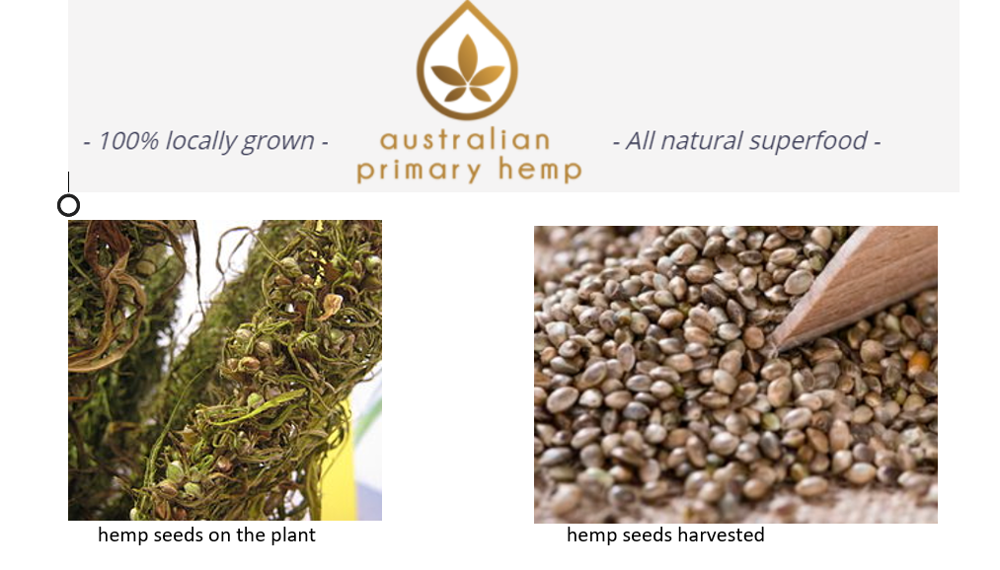 - 100% locally grown -
australian
primary hemp
- All natural superfood -
hemp seeds on the plant
hemp seeds harvested